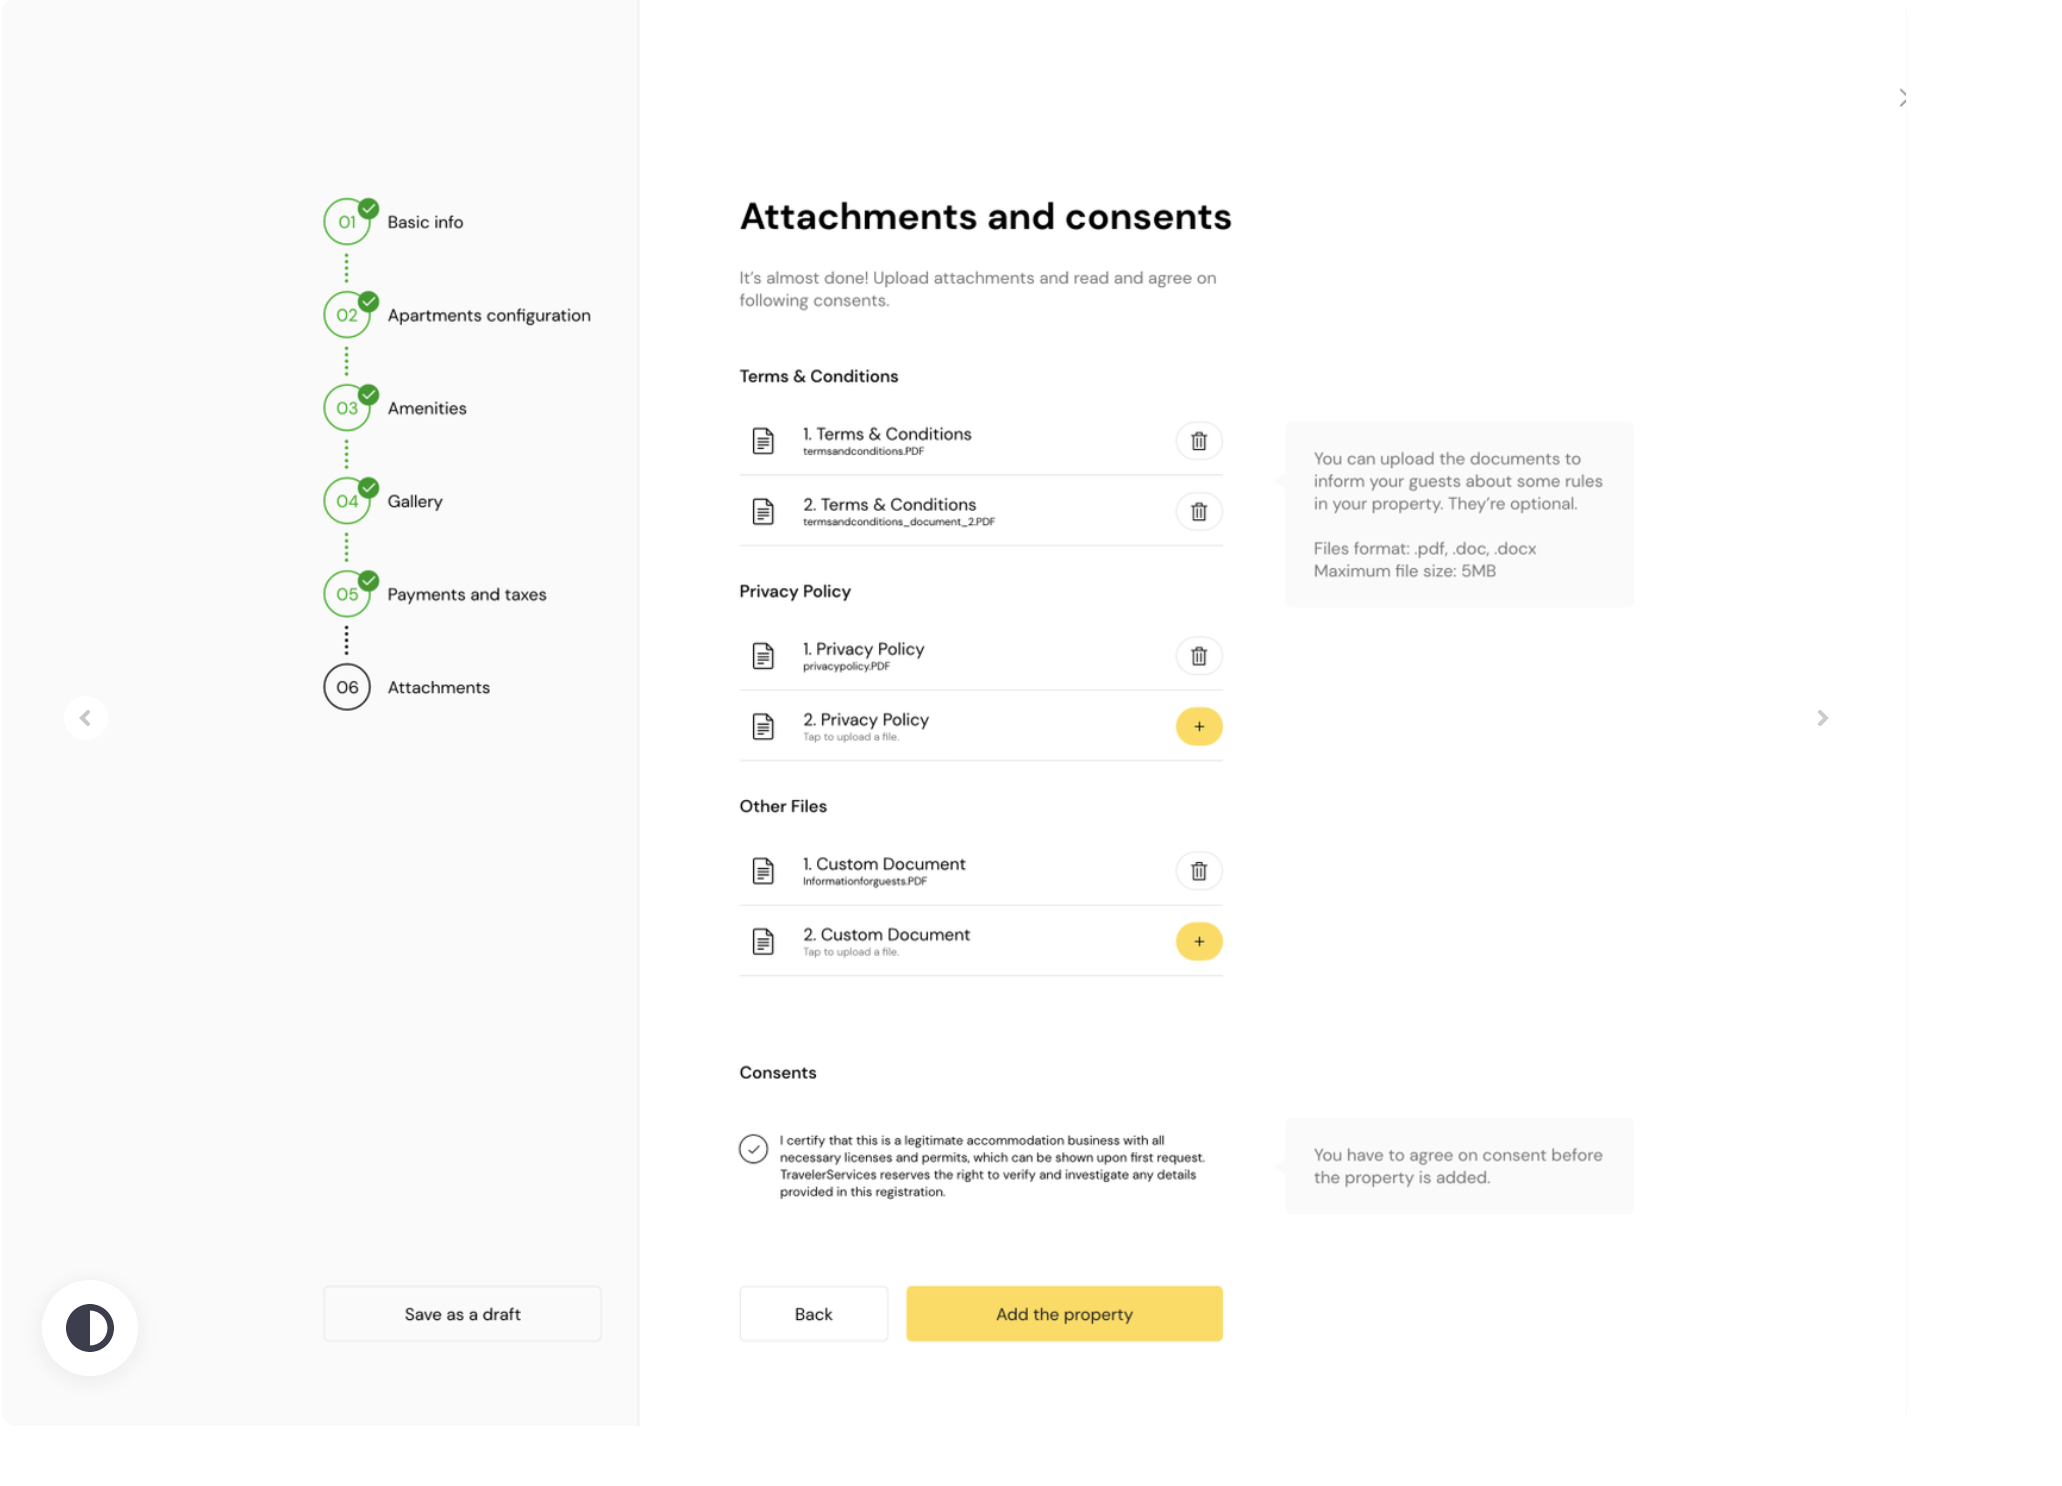 01 Basic info
02 Apartments configuration
03 Amenities
04 Gallery
05 Payments and taxes
06 Attachments
Save as a draft
Attachments and consents
It's almost done! Upload attachments and read and agree on
following consents.
Terms & Conditions
1. Terms & Conditions
termsandconditions.PDF
2. Terms & Conditions
termsandconditions_document_2.PDF
You can upload the documents to
inform your guests about some rules
in your property. They're optional.
Files format: .pdf, .doc, .docx
Maximum file size: 5MB
Privacy Policy
1. Privacy Policy
privacypolicy.PDF
2. Privacy Policy
Tap to upload a file.
Other Files
1. Custom Document
Informationforguests.PDF
2. Custom Document
Tap to upload a file.
Consents
I certify that this is a legitimate accommodation business with all
necessary licenses and permits, which can be shown upon first request.
TravelerServices reserves the right to verify and investigate any details
provided in this registration.
You have to agree on consent before
the property is added.
Back
Add the property